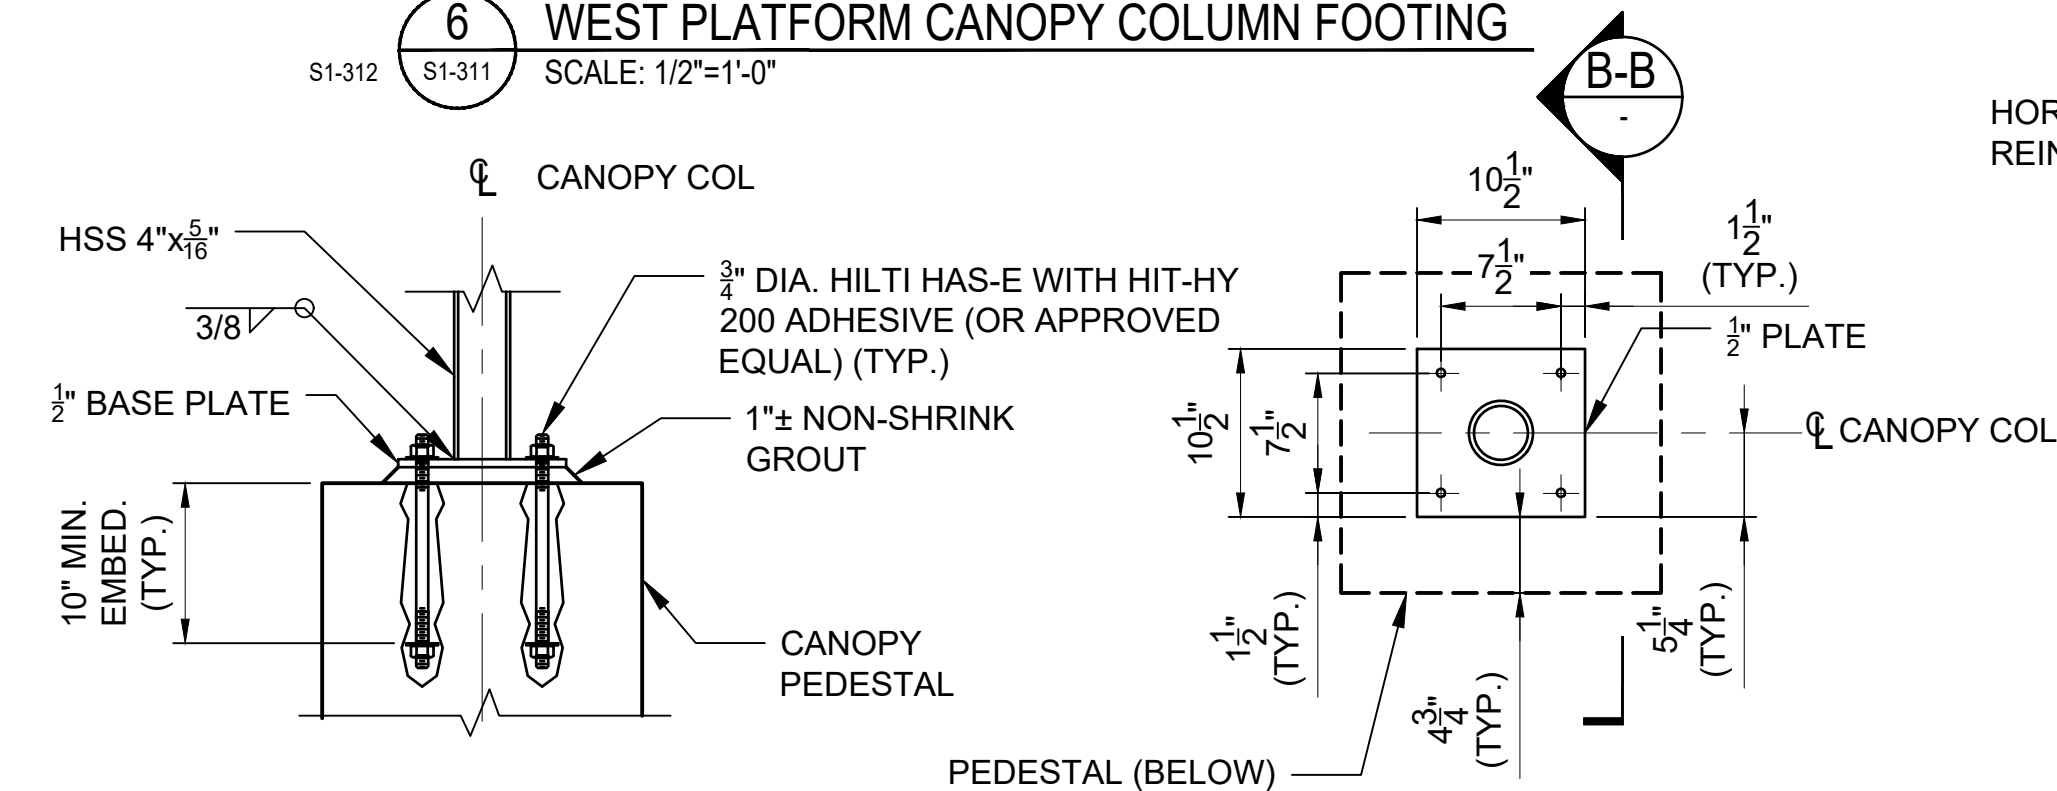 6
WEST PLATFORM CANOPY COLUMN FOOTING
S1-312
S1-311
SCALE: 1/2"=1'-0"
B-B
-
HOR
REIN
℄ CANOPY COL
HSS 4"x5/16"
3/8
1/2" BASE PLATE
3/4" DIA. HILTI HAS-E WITH HIT-HY
200 ADHESIVE (OR APPROVED
EQUAL) (TYP.)
1"± NON-SHRINK
GROUT
10" MIN.
EMBED.
(TYP.)
CANOPY
PEDESTAL
10 1/2"
7 1/2"
1 1/2"
(TYP.)
1/2" PLATE
10 1/2"
7 1/2"
℄ CANOPY COL
1 1/2"
(TYP.)
4 3/4"
(TYP.)
5 1/4"
(TYP.)
PEDESTAL (BELOW)